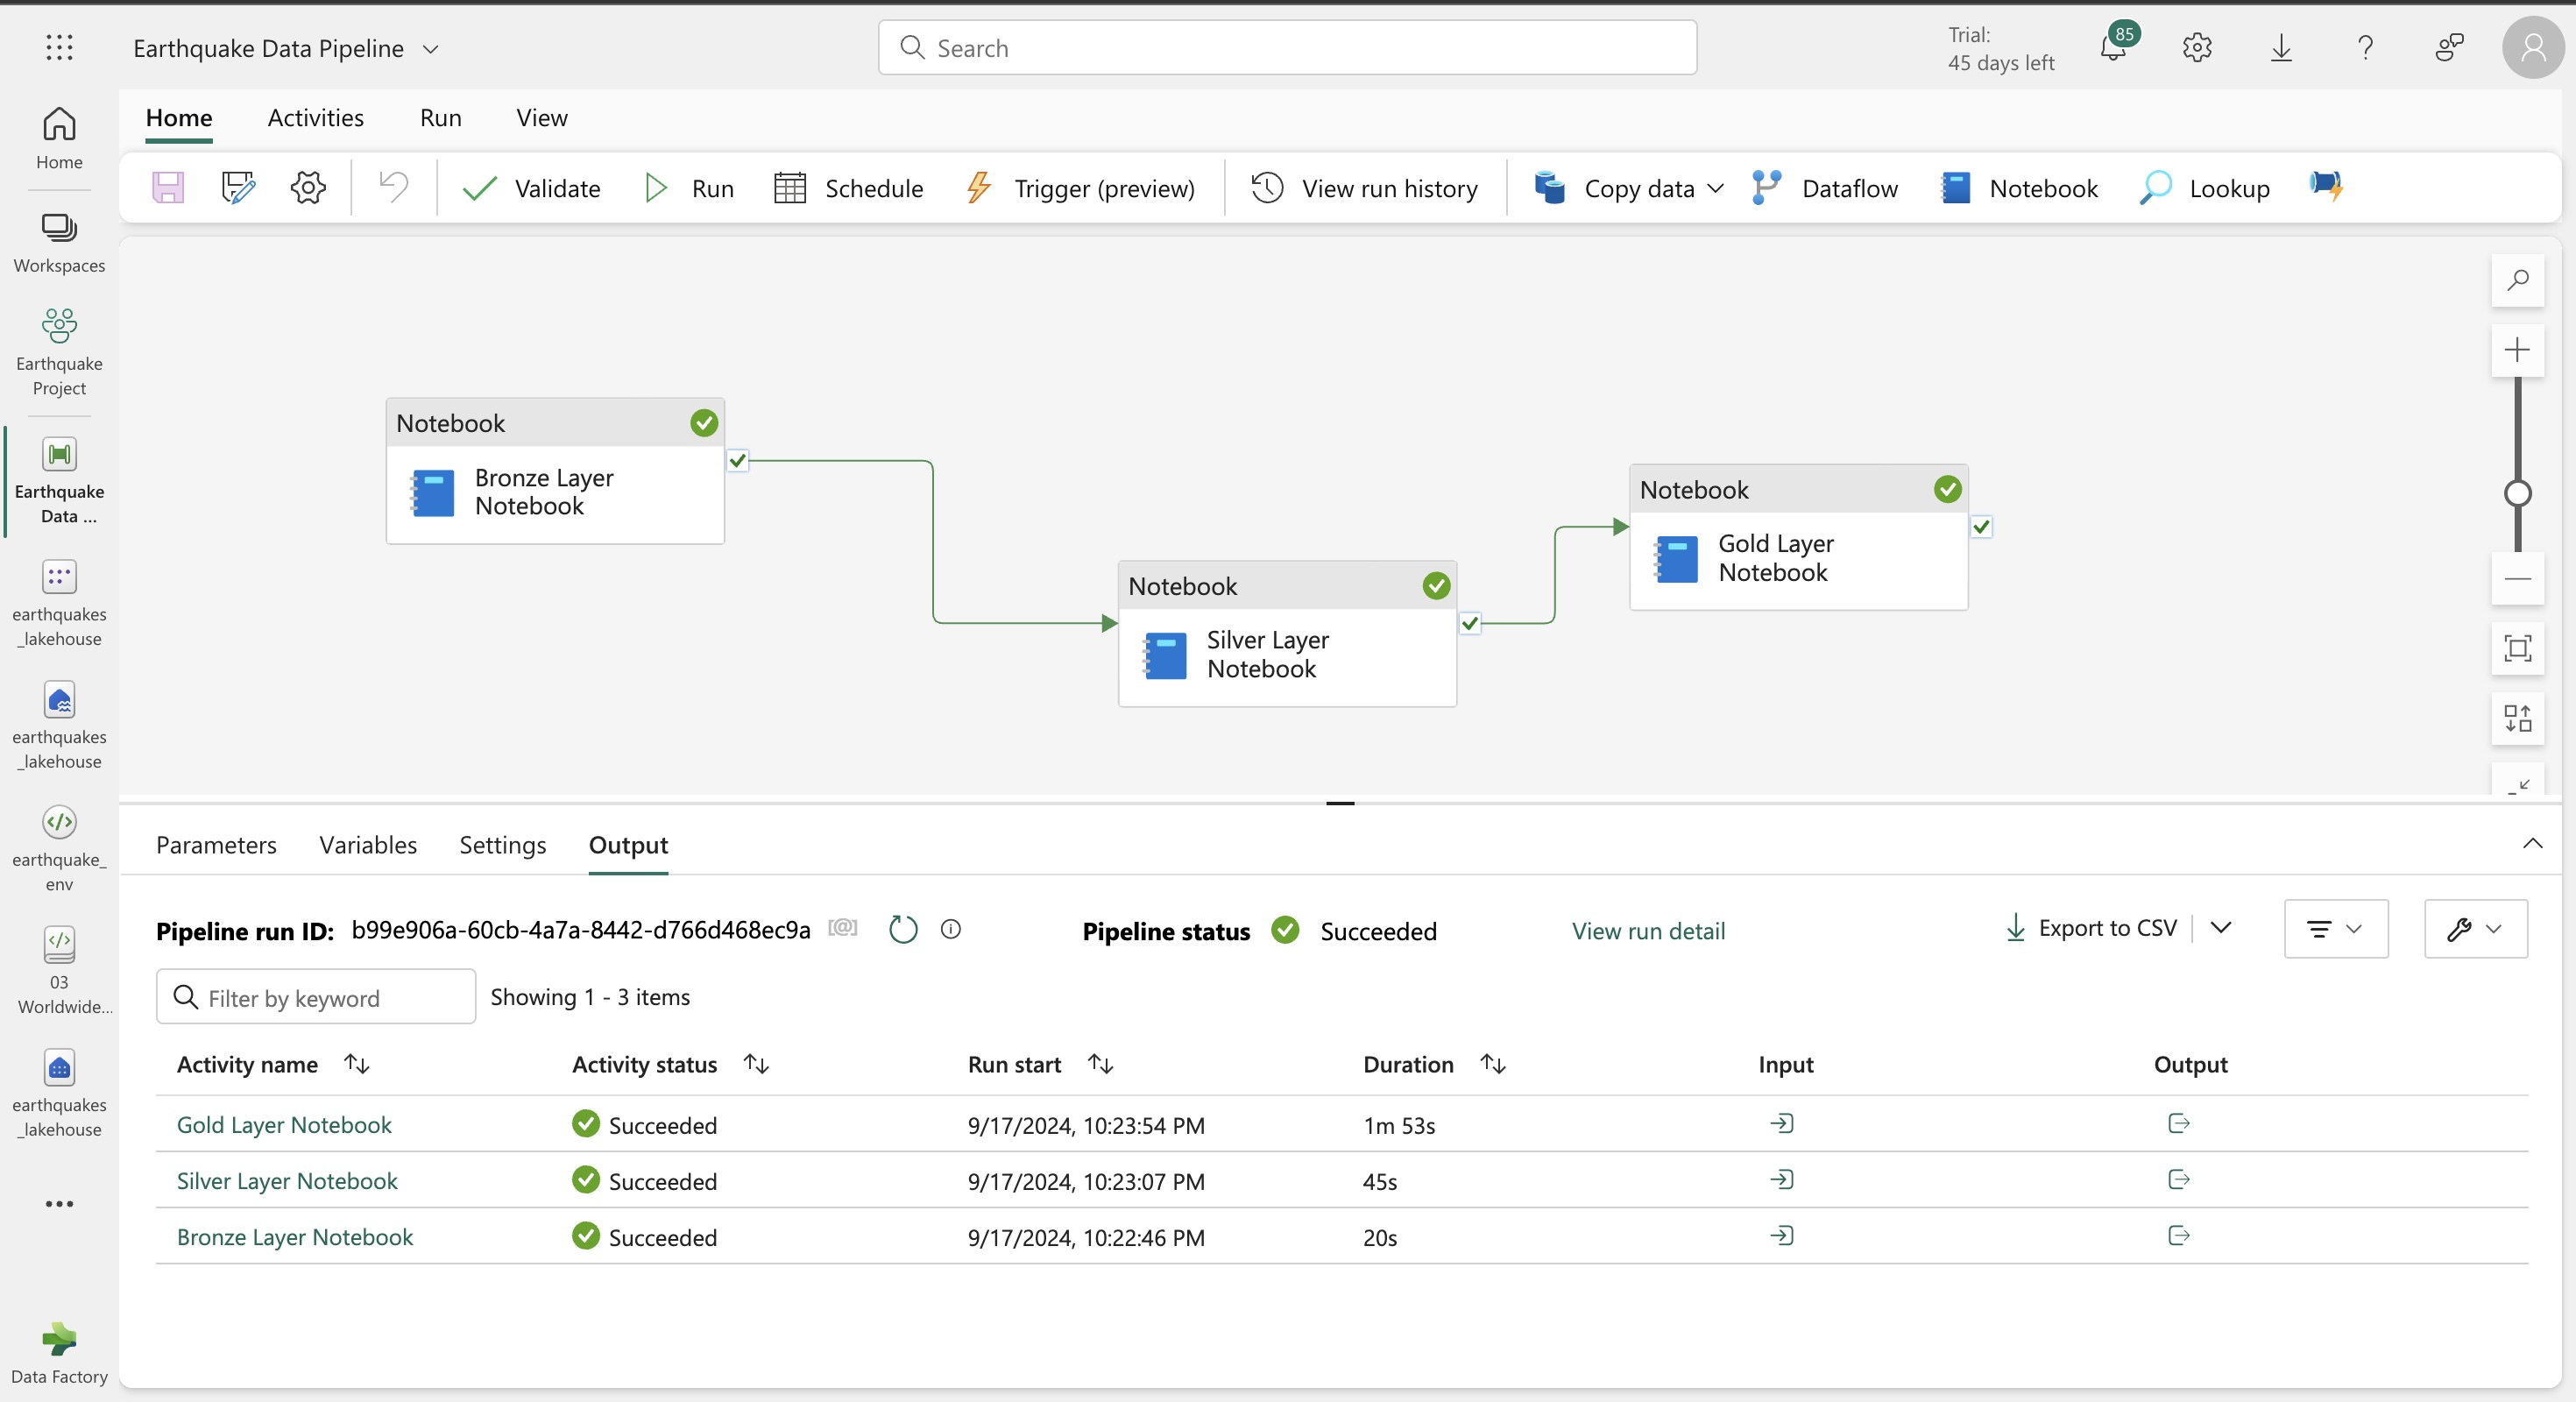 Earthquake Data Pipeline
Search
Trial:
45 days left
85
Home
Activities
Run
View
Validate
Run
Schedule
Trigger (preview)
View run history
Copy data
Dataflow
Notebook
Lookup
Home
Workspaces
Earthquake
Project
Earthquake
Data ...
earthquakes
_lakehouse
earthquakes
_lakehouse
earthquake_
env
03
Worldwide...
earthquakes
_lakehouse
Data Factory
Notebook
Bronze Layer
Notebook
Notebook
Silver Layer
Notebook
Notebook
Gold Layer
Notebook
Parameters
Variables
Settings
Output
Pipeline run ID: b99e906a-60cb-4a7a-8442-d766d468ec9a
Pipeline status Succeeded
View run detail
Export to CSV
Filter by keyword
Showing 1 - 3 items
Activity name Activity status Run start Duration Input Output
Gold Layer Notebook Succeeded 9/17/2024, 10:23:54 PM 1m 53s
Silver Layer Notebook Succeeded 9/17/2024, 10:23:07 PM 45s
Bronze Layer Notebook Succeeded 9/17/2024, 10:22:46 PM 20s